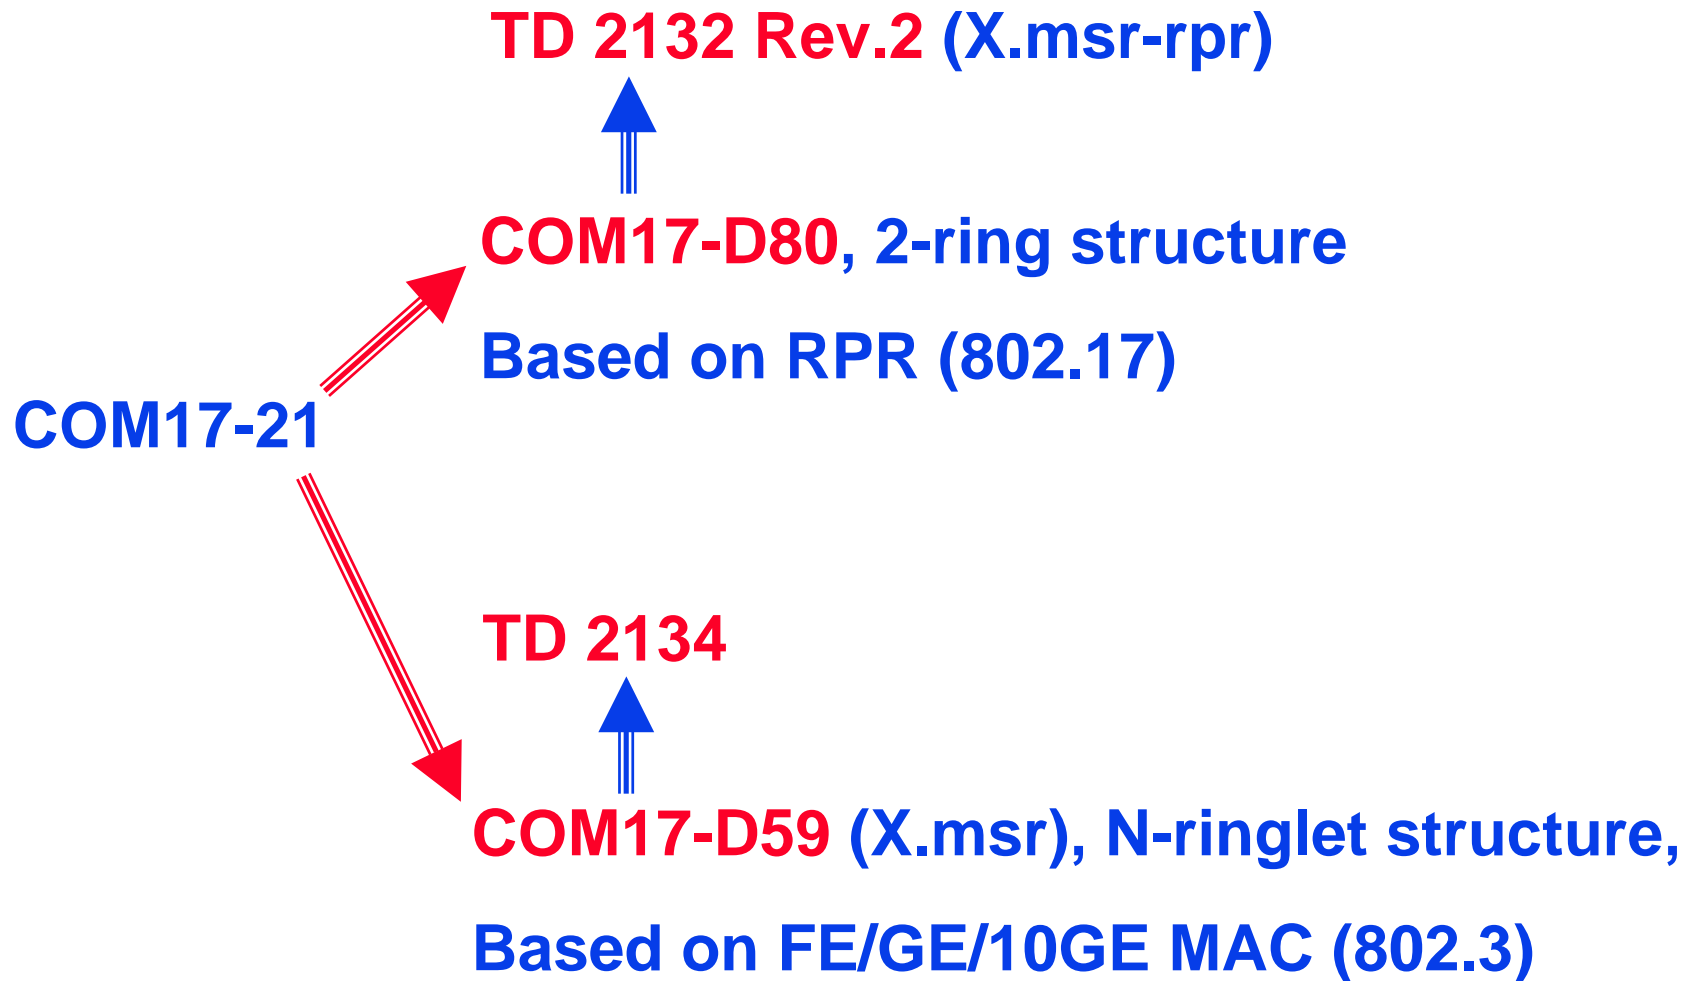 TD 2132 Rev.2 (X.msr-rpr)
COM17-D80, 2-ring structure
Based on RPR (802.17)
COM17-21
TD 2134
COM17-D59 (X.msr), N-ringlet structure,
Based on FE/GE/10GE MAC (802.3)